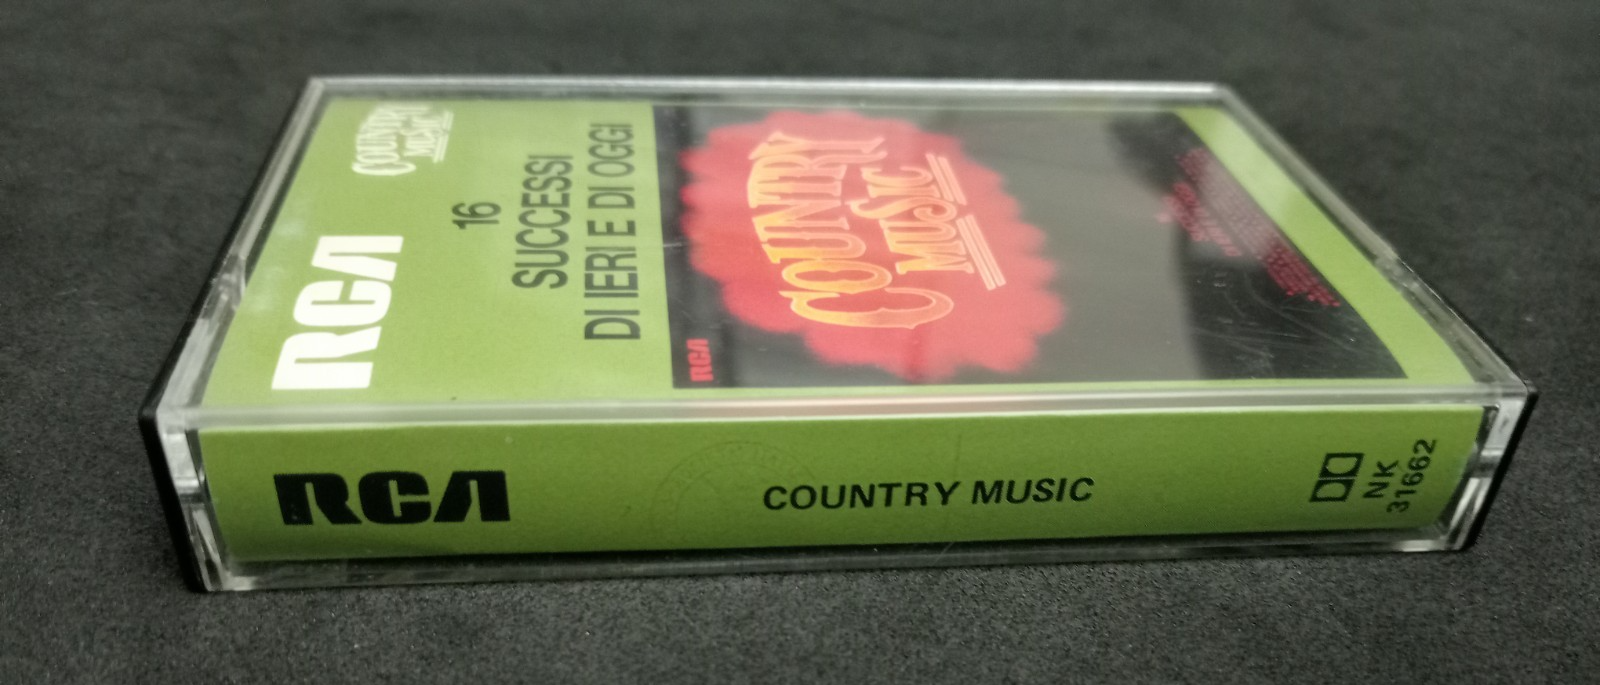 RCA
COUNTRY
MUSIC
16
SUCCESSI
DI IERI E DI OGGI
COUNTRY
MUSIC
RCA
RCA
COUNTRY MUSIC
NK
31662